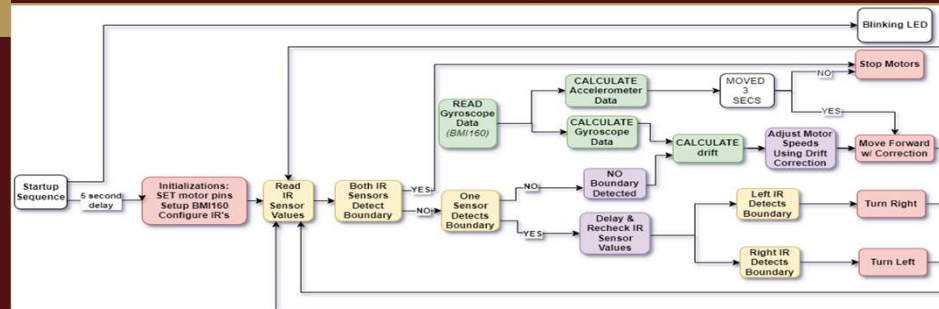 Blinking LED
Stop Motors
NO
CALCULATE
Accelerometer
Data
MOVED
3
SECS
READ
Gyroscope
Data
(BMI160)
YES
CALCULATE
Gyroscope
Data
CALCULATE
drift
Adjust Motor
Speeds
Using Drift
Correction
Move Forward
w/ Correction
Startup
Sequence
5 second
delay
Initializations:
SET motor pins
Setup BMI160
Configure IR's
Read
IR
Sensor
Values
Both IR
Sensors
Detect
Boundary
YES
NO
One
Sensor
Detects
Boundary
NO
NO
Boundary
Detected
YES
Delay &
Recheck IR
Sensor
Values
Left IR
Detects
Boundary
Turn Right
Right IR
Detects
Boundary
Turn Left